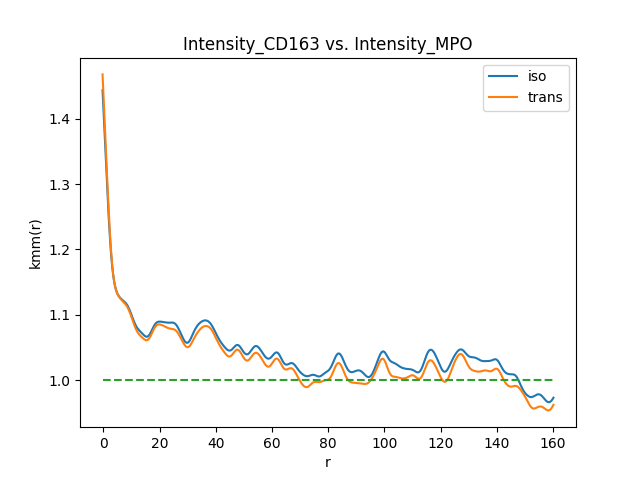 Intensity_CD163 vs. Intensity_MPO
iso
trans
kmm(r)
1.4
1.3
1.2
1.1
1.0
0 20 40 60 80 100 120 140 160
r